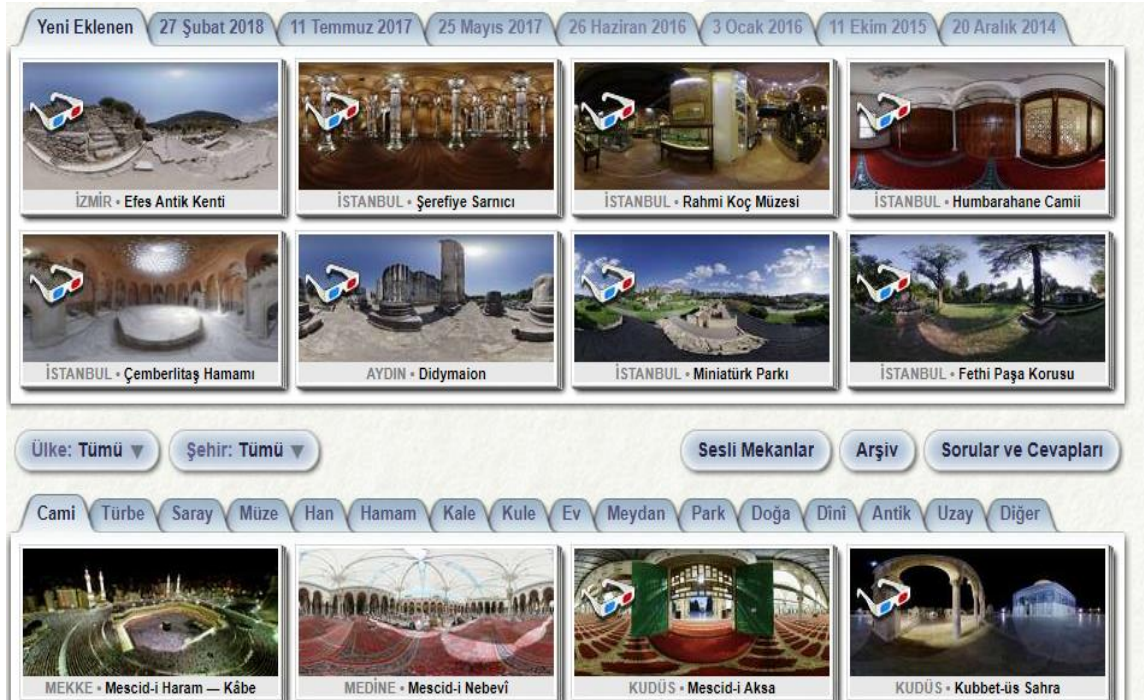 Yeni Eklenen 27 Şubat 2018 11 Temmuz 2017 25 Mayıs 2017 26 Haziran 2016 3 Ocak 2016 11 Ekim 2015 20 Aralık 2014
İZMİR • Efes Antik Kenti
İSTANBUL • Şerefiye Sarnıcı
İSTANBUL • Rahmi Koç Müzesi
İSTANBUL • Humbarahane Camii
İSTANBUL • Çemberlitaş Hamamı
AYDIN • Didymaion
İSTANBUL • Miniatürk Parkı
İSTANBUL • Fethi Paşa Korusu
Ülke: Tümü ▼ Şehir: Tümü ▼ Sesli Mekanlar Arşiv Sorular ve Cevapları
Cami Türbe Saray Müze Han Hamam Kale Kule Ev Meydan Park Doğa Dînî Antik Uzay Diğer
MEKKE • Mescid-i Haram — Kâbe
MEDİNE • Mescid-i Nebevî
KUDÜS • Mescid-i Aksa
KUDÜS • Kubbet-üs Sahra